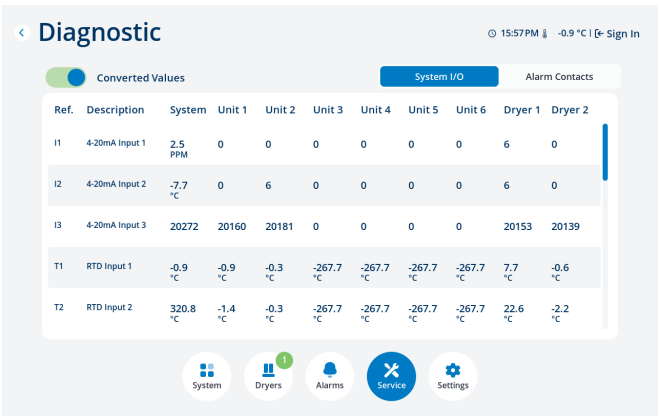 Diagnostic
15:57PM -0.9 °C | Sign In
Converted Values
System I/O
Alarm Contacts
Ref. Description System Unit 1 Unit 2 Unit 3 Unit 4 Unit 5 Unit 6 Dryer 1 Dryer 2
I1 4-20mA Input 1 2.5 0 0 0 0 0 0 6 0
PPM
I2 4-20mA Input 2 -7.7 0 6 0 0 0 0 6 0
°C
I3 4-20mA Input 3 20272 20160 20181 0 0 0 0 20153 20139
T1 RTD Input 1 -0.9 -0.9 -0.3 -267.7 -267.7 -267.7 -267.7 7.7 -0.6
°C °C °C °C °C °C °C °C °C
T2 RTD Input 2 320.8 -1.4 -0.3 -267.7 -267.7 -267.7 -267.7 22.6 -2.2
°C °C °C °C °C °C °C °C °C
1
System Dryers Alarms Service Settings